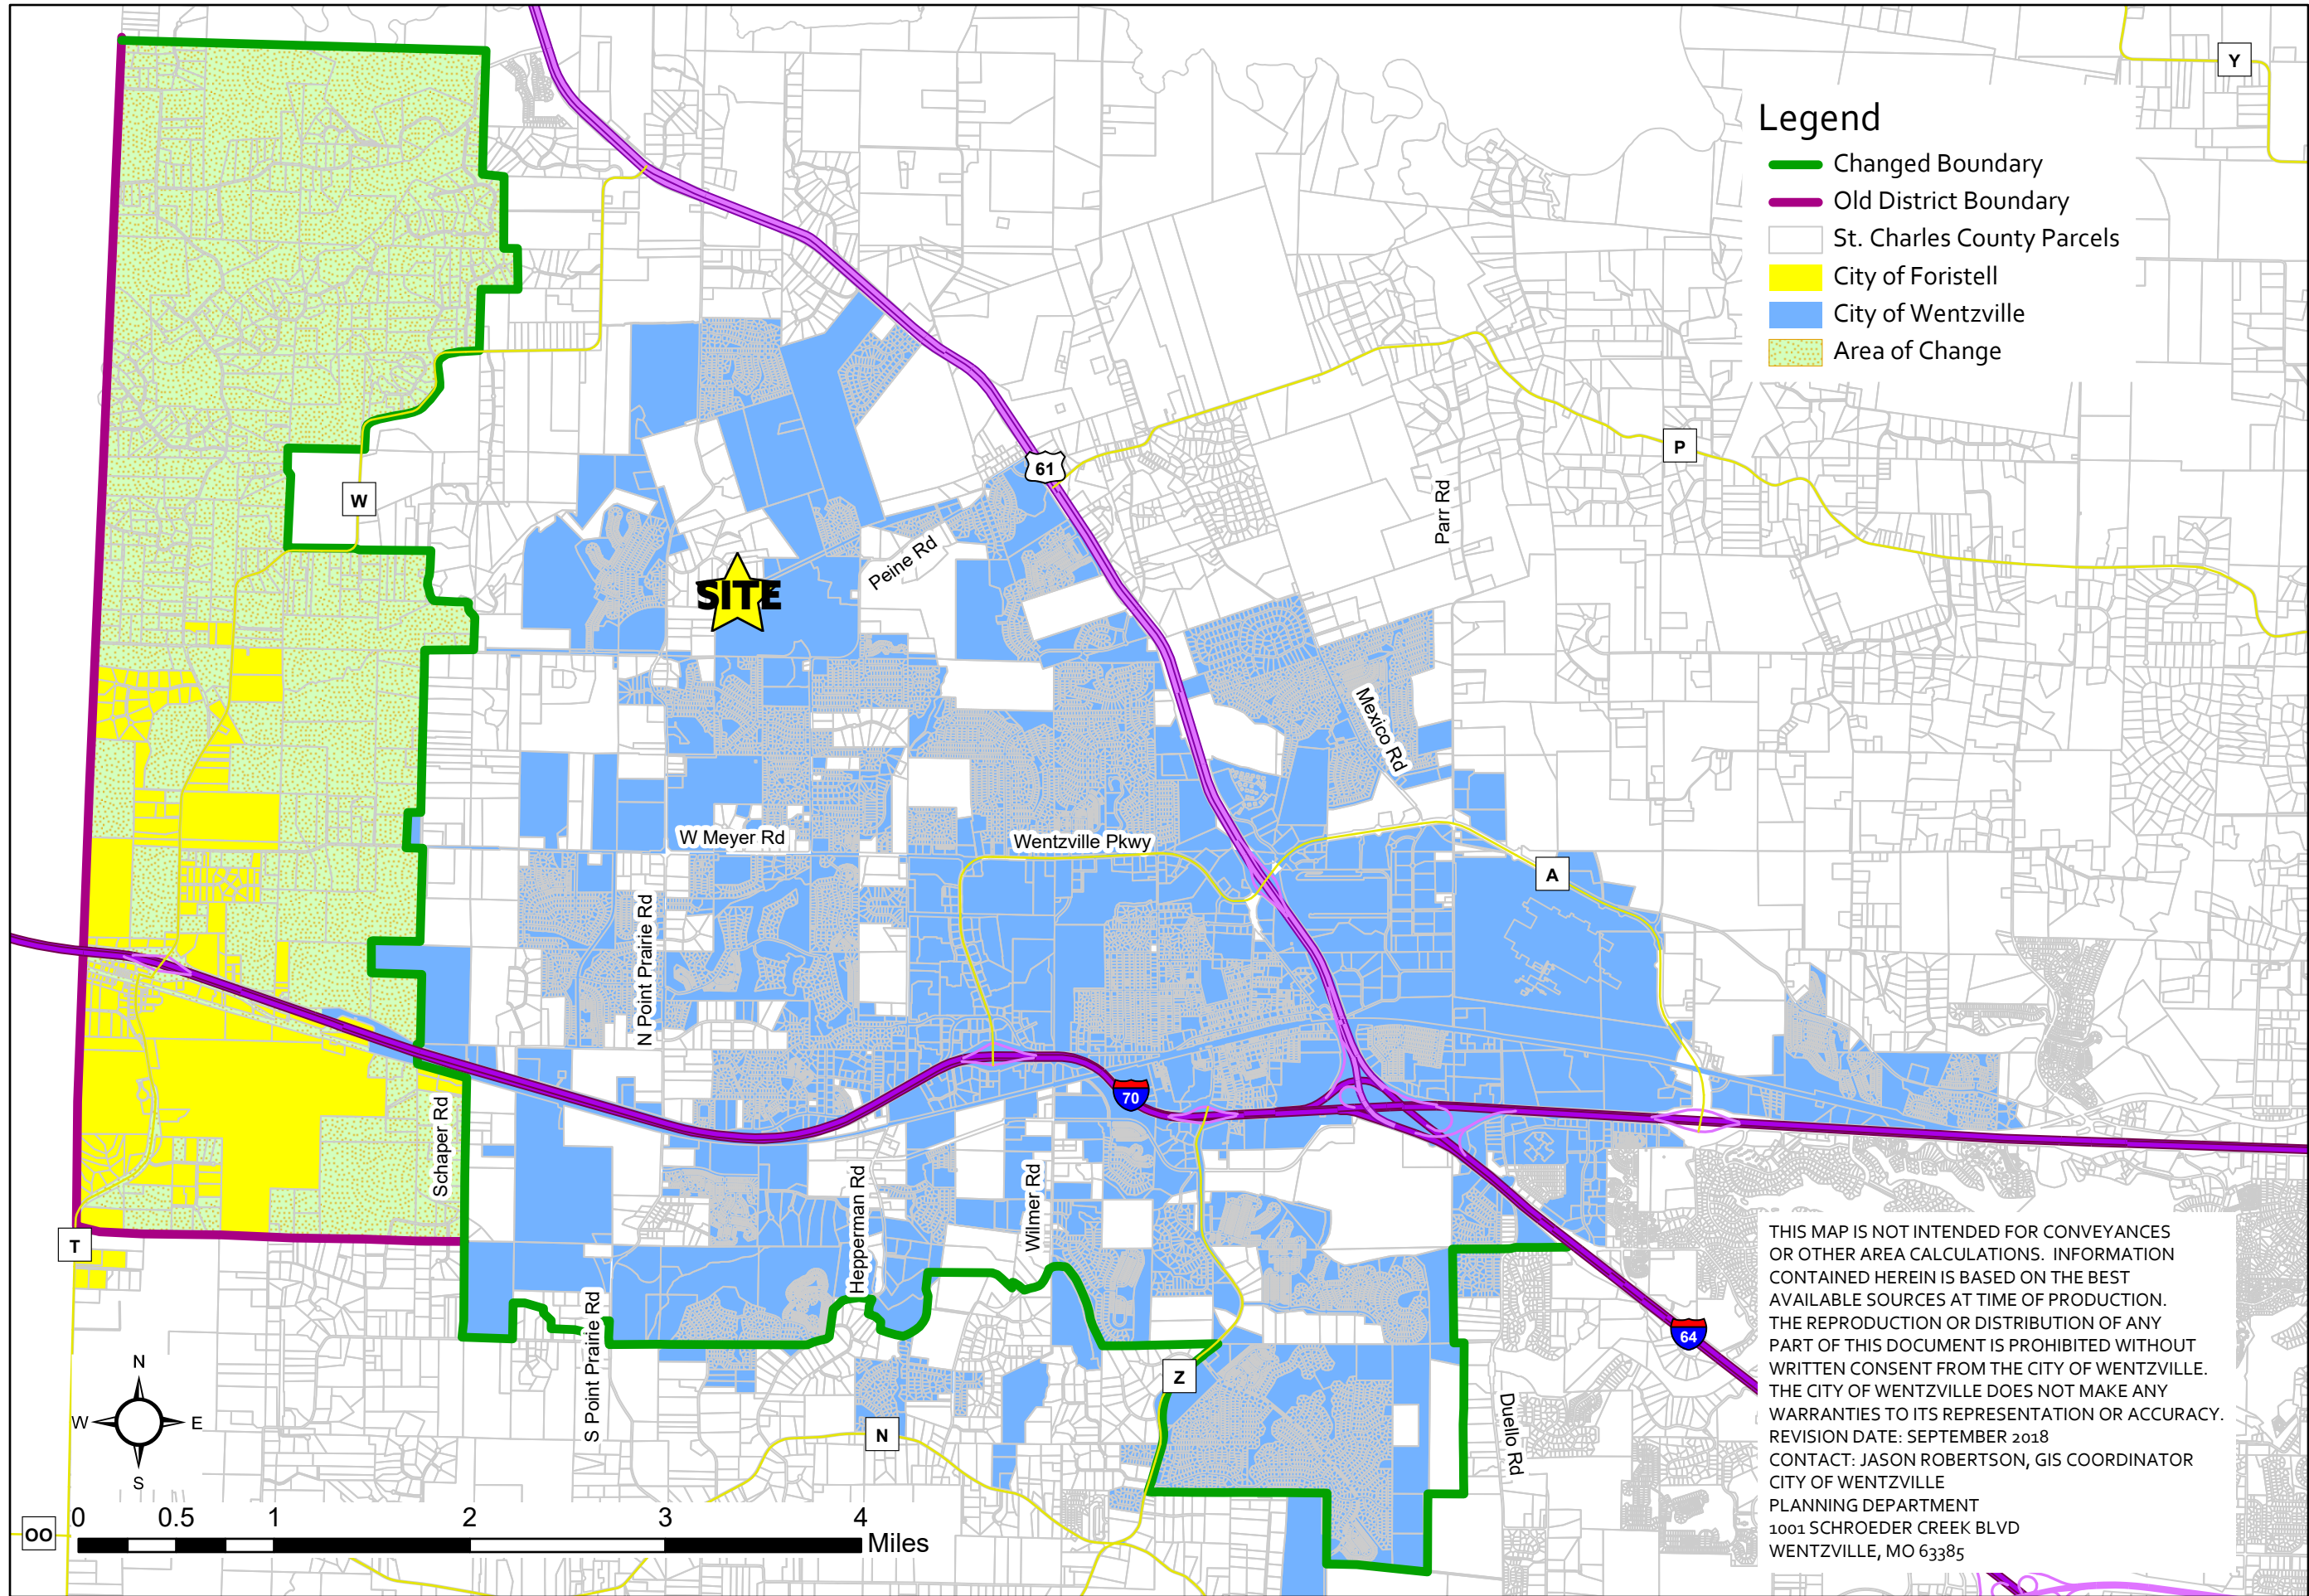 Y
Legend
Changed Boundary
Old District Boundary
St. Charles County Parcels
City of Foristell
City of Wentzville
Area of Change
61
P
W
Parr Rd
Peine Rd
SITE
Mexico Rd
W Meyer Rd
Wentzville Pkwy
A
N Point Prairie Rd
70
Schaper Rd
Hepperman Rd
Wilmer Rd
T
S Point Prairie Rd
64
Z
Duello Rd
N
N
W
E
S
0 0.5 1 2 3 4
Miles
OO
THIS MAP IS NOT INTENDED FOR CONVEYANCES
OR OTHER AREA CALCULATIONS. INFORMATION
CONTAINED HEREIN IS BASED ON THE BEST
AVAILABLE SOURCES AT TIME OF PRODUCTION.
THE REPRODUCTION OR DISTRIBUTION OF ANY
PART OF THIS DOCUMENT IS PROHIBITED WITHOUT
WRITTEN CONSENT FROM THE CITY OF WENTZVILLE.
THE CITY OF WENTZVILLE DOES NOT MAKE ANY
WARRANTIES TO ITS REPRESENTATION OR ACCURACY.
REVISION DATE: SEPTEMBER 2018
CONTACT: JASON ROBERTSON, GIS COORDINATOR
CITY OF WENTZVILLE
PLANNING DEPARTMENT
1001 SCHROEDER CREEK BLVD
WENTZVILLE, MO 63385